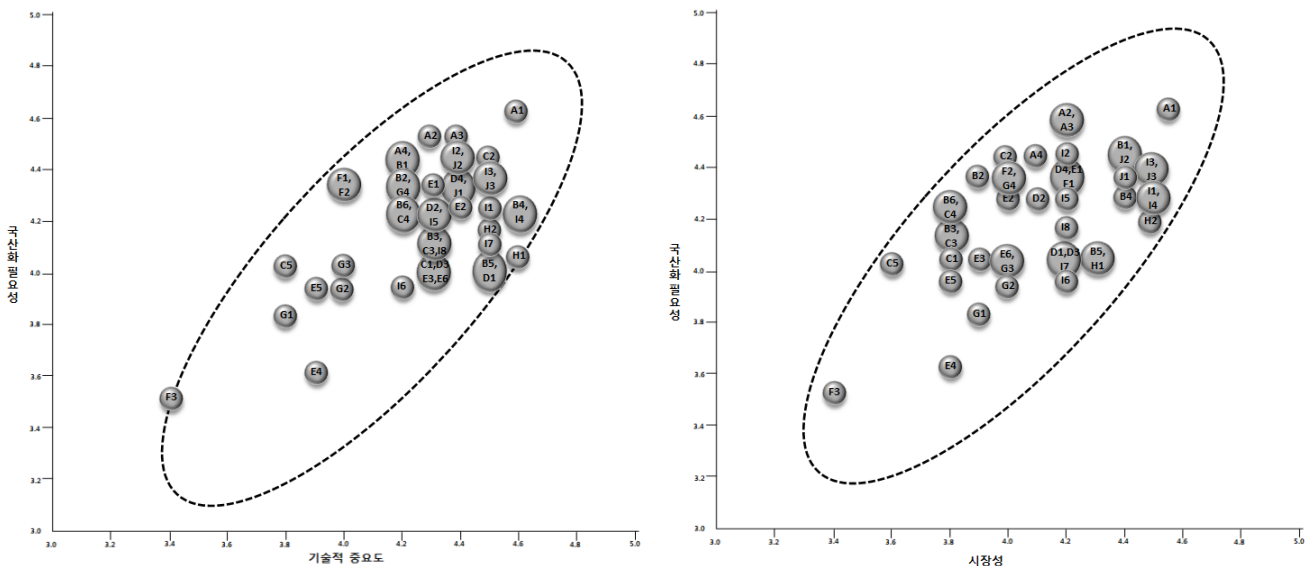 5.0
4.8
4.6
4.4
4.2
4.0
3.8
3.6
3.4
3.2
3.0
국산화 필요성
A1
A2
A3
A4,
B1
I2,
J2
C2
F1,
F2
B2,
G4
E1
D4,
J1
I3,
J3
B6,
C4
D2,
I5
E2
I1
B4,
I4
B3,
C3,I8
H2
I7
C5
G3
C1,D3
E3,E6
B5,
D1
H1
E5
G2
I6
G1
E4
F3
3.0
3.2
3.4
3.6
3.8
4.0
4.2
4.4
4.6
4.8
5.0
기술적 중요도
5.0
4.8
4.6
4.4
4.2
4.0
3.8
3.6
3.4
3.2
3.0
국산화 필요성
A1
A2,
A3
C2
A4
I2
B1,
J2
B2
F2,
G4
D4,E1
F1
J1
I3,
J3
E2
D2
I5
B4
I1,
I4
B6,
C4
H2
B3,
C3
I8
C5
C1
E3
E6,
G3
D1,D3
I7
B5,
H1
E5
G2
I6
G1
E4
F3
3.0
3.2
3.4
3.6
3.8
4.0
4.2
4.4
4.6
4.8
5.0
시장성